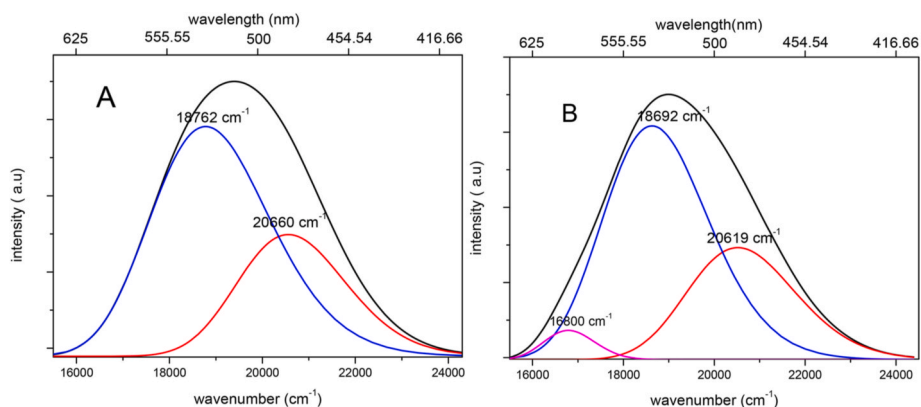 wavelength (nm)
625 555.55 500 454.54 416.66
A
18762 cm-1
20660 cm-1
intensity ( a.u)
16000 18000 20000 22000 24000
wavenumber (cm-1)
wavelength(nm)
625 555.55 500 454.54 416.66
B
18692 cm-1
20619 cm-1
16800 cm-1
intensity ( a.u)
16000 18000 20000 22000 24000
wavenumber (cm-1)